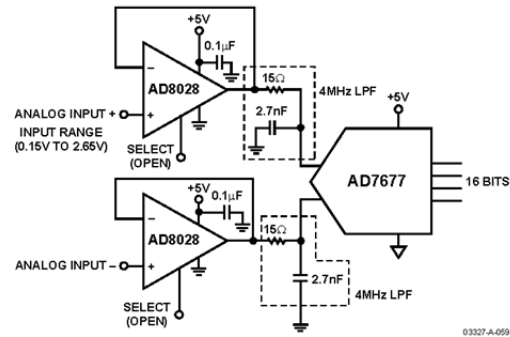 +5V
0.1µF
−
AD8028
+
15Ω
4MHz LPF
2.7nF
ANALOG INPUT +
INPUT RANGE
(0.15V TO 2.65V)
SELECT
(OPEN)
+5V
AD7677
16 BITS
+5V
0.1µF
−
AD8028
+
15Ω
2.7nF
4MHz LPF
ANALOG INPUT −
SELECT
(OPEN)
03327-A-059